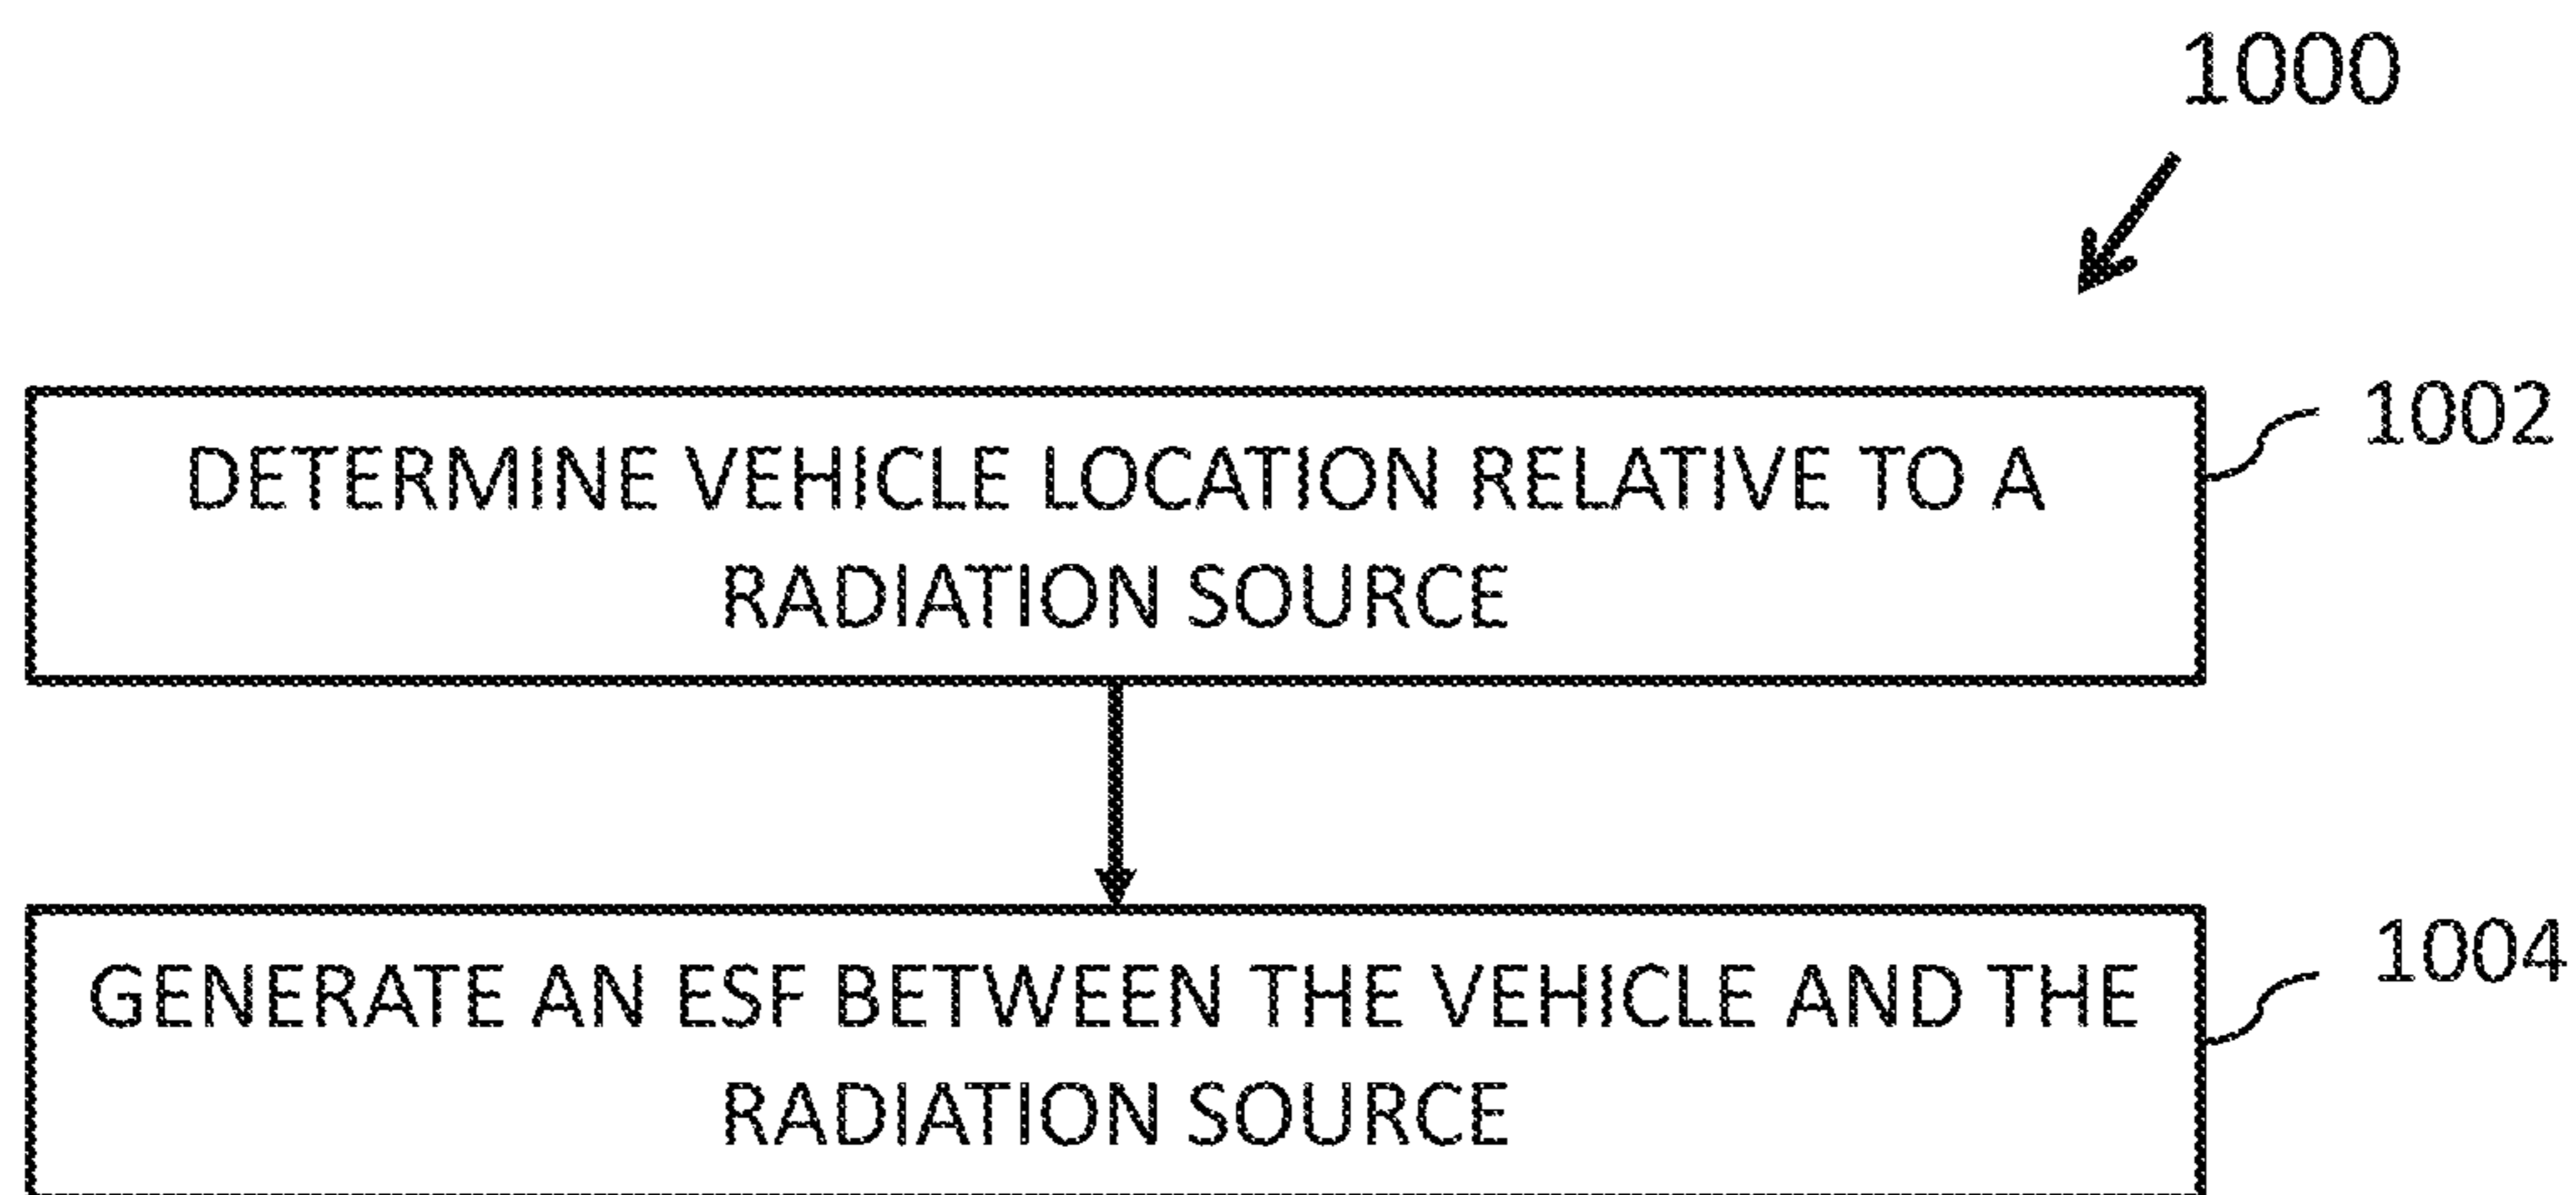 1000
DETERMINE VEHICLE LOCATION RELATIVE TO A
RADIATION SOURCE
1002
GENERATE AN ESF BETWEEN THE VEHICLE AND THE
RADIATION SOURCE
1004